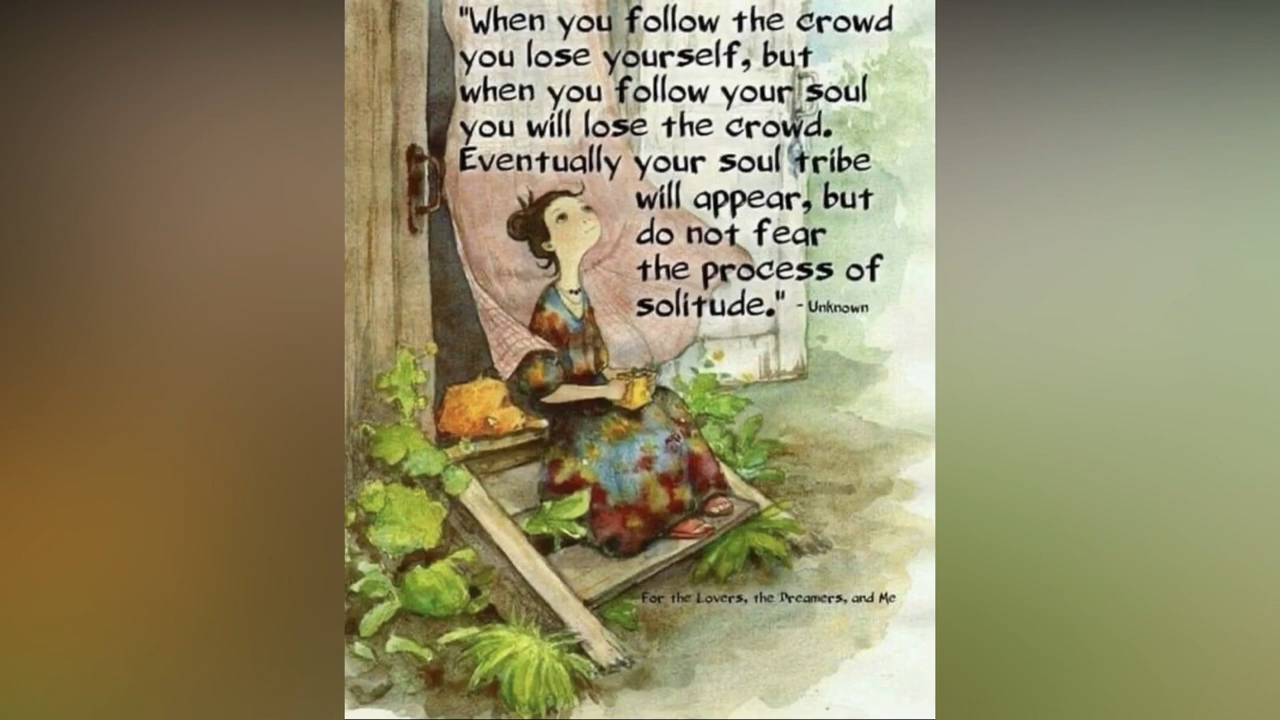 "When you follow the crowd
you lose yourself, but
when you follow your soul
you will lose the crowd.
Eventually your soul tribe
will appear, but
do not fear
the process of
solitude." - Unknown
For the Lovers, the Dreamers, and Me